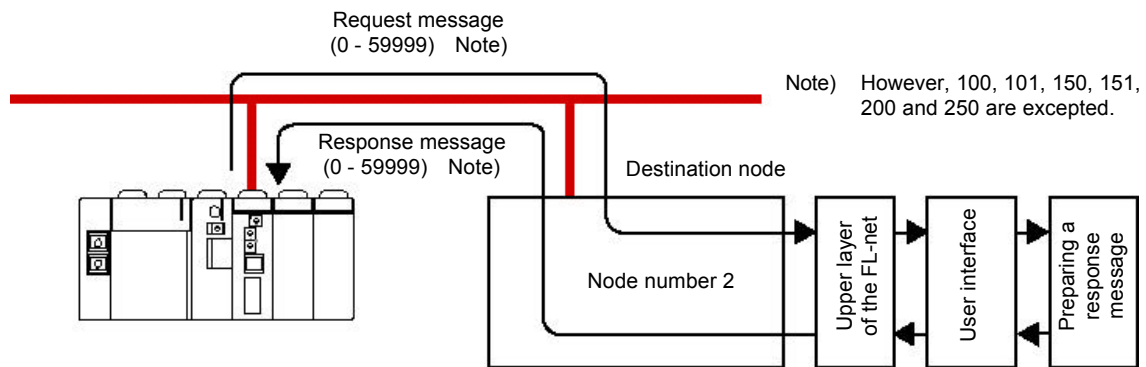 Request message
(0 - 59999) Note)
Note) However, 100, 101, 150, 151,
200 and 250 are excepted.
Response message
(0 - 59999) Note)
Destination node
Node number 2
Upper layer
of the FL-net
User interface
Preparing a
response
message